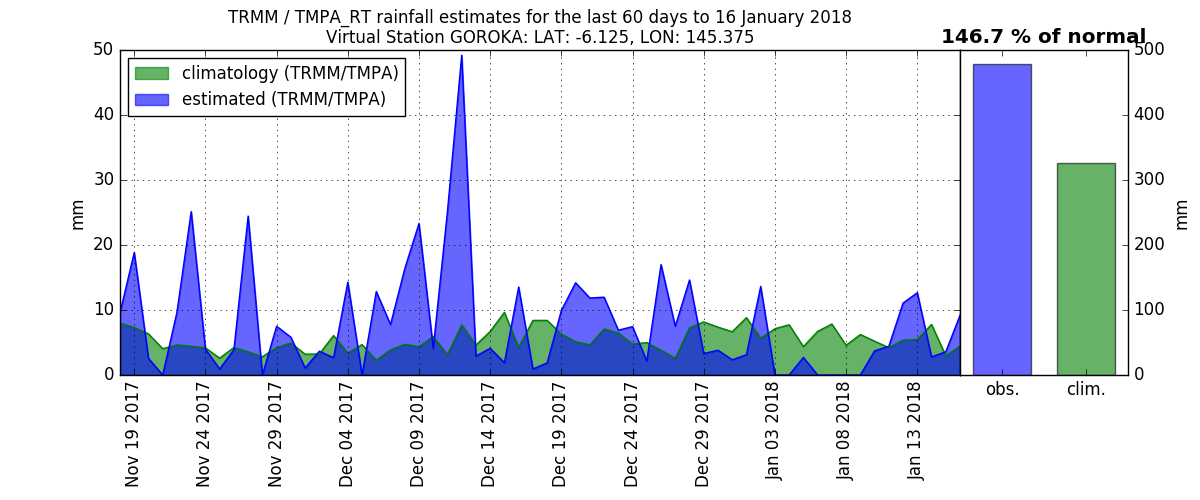 TRMM / TMPA_RT rainfall estimates for the last 60 days to 16 January 2018
Virtual Station GOROKA: LAT: -6.125, LON: 145.375
146.7 % of normal
climatology (TRMM/TMPA)
estimated (TRMM/TMPA)
50
40
30
20
10
0
mm
500
400
300
200
100
0
mm
obs.
clim.
Nov 19 2017
Nov 24 2017
Nov 29 2017
Dec 04 2017
Dec 09 2017
Dec 14 2017
Dec 19 2017
Dec 24 2017
Dec 29 2017
Jan 03 2018
Jan 08 2018
Jan 13 2018